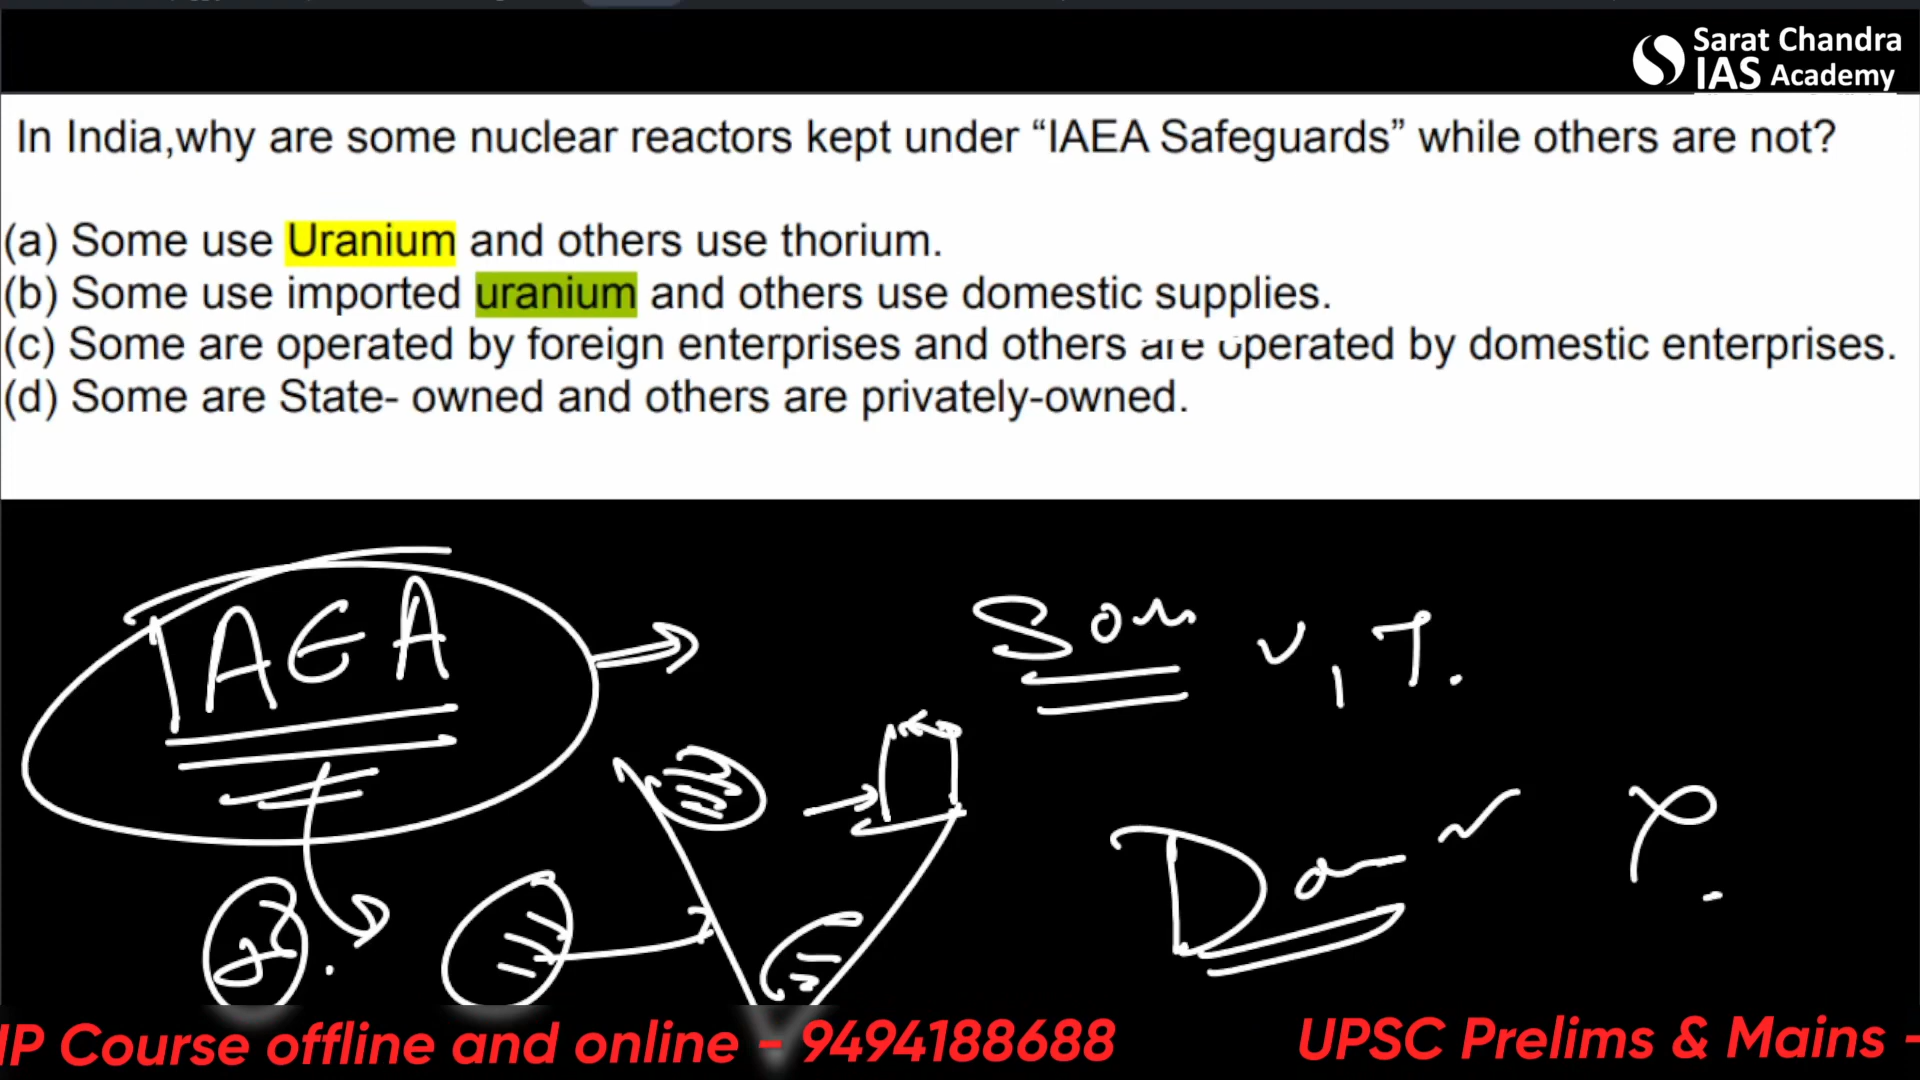 Sarat Chandra
IAS Academy
In India,why are some nuclear reactors kept under “IAEA Safeguards” while others are not?
(a) Some use Uranium and others use thorium.
(b) Some use imported uranium and others use domestic supplies.
(c) Some are operated by foreign enterprises and others are operated by domestic enterprises.
(d) Some are State- owned and others are privately-owned.
IAEA
IP Course offline and online - 9494188688 UPSC Prelims & Mains -